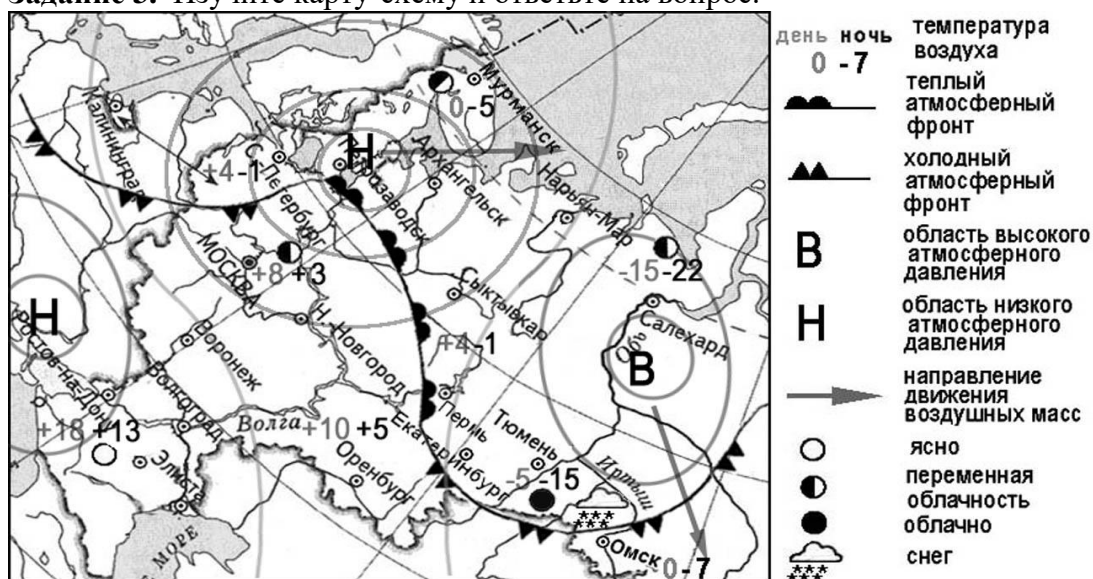 Задание 5. Изучите карту-схему и ответьте на вопрос.
день ночь температура
воздуха
0 -7
теплый
атмосферный
фронт
холодный
атмосферный
фронт
В
область высокого
атмосферного
давления
Н
область низкого
атмосферного
давления
направление
движения
воздушных масс
ясно
переменная
облачность
облачно
снег
Мурманск
0 -5
Калининград
Н
Архангельск
+4 -1
С.Петербург
Петрозаводск
Нарьян-Мар
МОСКВА
+8 +3
-15 -22
Сыктывкар
Н
Салехард
Обь
В
Н.Новгород
+4 -1
Воронеж
Ростов-на-Дону
Волгоград
Пермь
Волга
+10 +5
+18 +13
Екатеринбург
Тюмень
Иртыш
Оренбург
-5 -15
Элиста
МОРЕ
Омск
0 -7